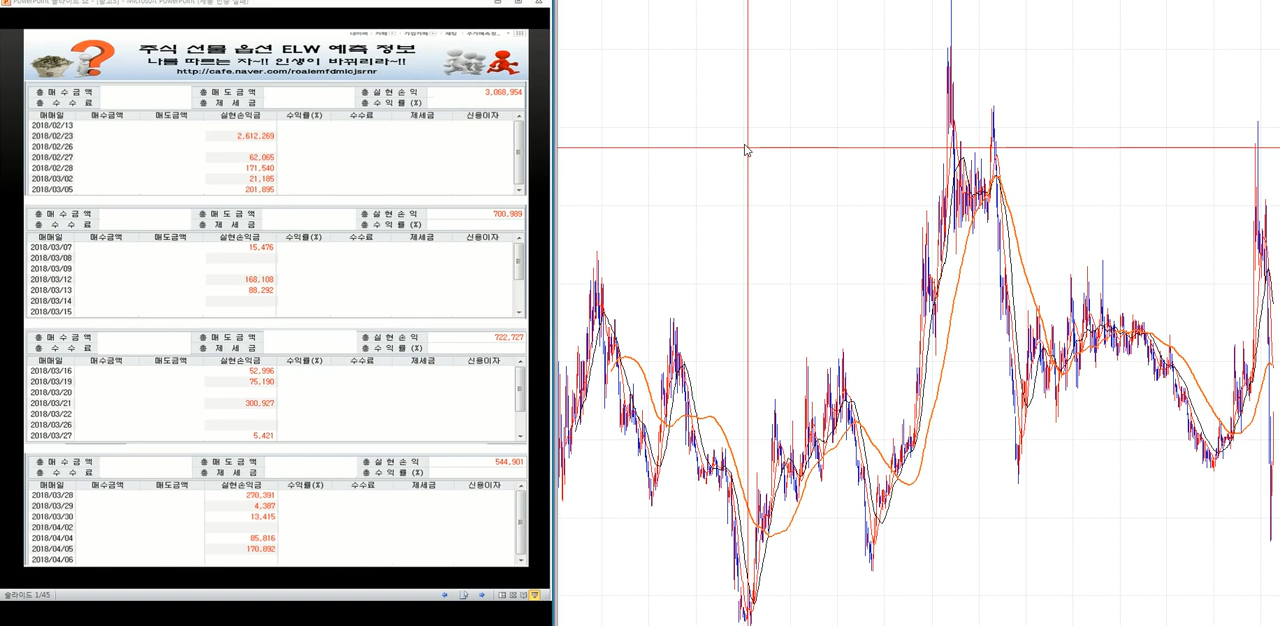 PowerPoint 슬라이드 쇼 - [광고5] - Microsoft PowerPoint (제품 인증 실패)
주식 선물 옵션 ELW 예측 정보
나를 따르는 자~!! 인생이 바뀌리라~!!
http://cafe.naver.com/roalemfdmlcjsrnr
총 매 수 금 액 총 매 도 금 액 총 실 현 손 익 3,068,954
총 수 수 료 총 제 세 금 총 수 익 률 (%)
매매일 매수금액 매도금액 실현손익금 수익률(%) 수수료 제세금 신용이자
2018/02/13
2018/02/23 2,612,269
2018/02/26
2018/02/27 62,065
2018/02/28 171,540
2018/03/02 21,185
2018/03/05 201,895
총 매 수 금 액 총 매 도 금 액 총 실 현 손 익 700,989
총 수 수 료 총 제 세 금 총 수 익 률 (%)
매매일 매수금액 매도금액 실현손익금 수익률(%) 수수료 제세금 신용이자
2018/03/07 15,476
2018/03/08
2018/03/09
2018/03/12 168,108
2018/03/13 88,292
2018/03/14
2018/03/15
총 매 수 금 액 총 매 도 금 액 총 실 현 손 익 722,727
총 수 수 료 총 제 세 금 총 수 익 률 (%)
매매일 매수금액 매도금액 실현손익금 수익률(%) 수수료 제세금 신용이자
2018/03/16 52,996
2018/03/19 75,190
2018/03/20
2018/03/21 300,927
2018/03/22
2018/03/26
2018/03/27 5,421
총 매 수 금 액 총 매 도 금 액 총 실 현 손 익 544,901
총 수 수 료 총 제 세 금 총 수 익 률 (%)
매매일 매수금액 매도금액 실현손익금 수익률(%) 수수료 제세금 신용이자
2018/03/28 270,391
2018/03/29 4,387
2018/03/30 13,415
2018/04/02
2018/04/04 85,816
2018/04/05 170,892
2018/04/06
슬라이드 1/45